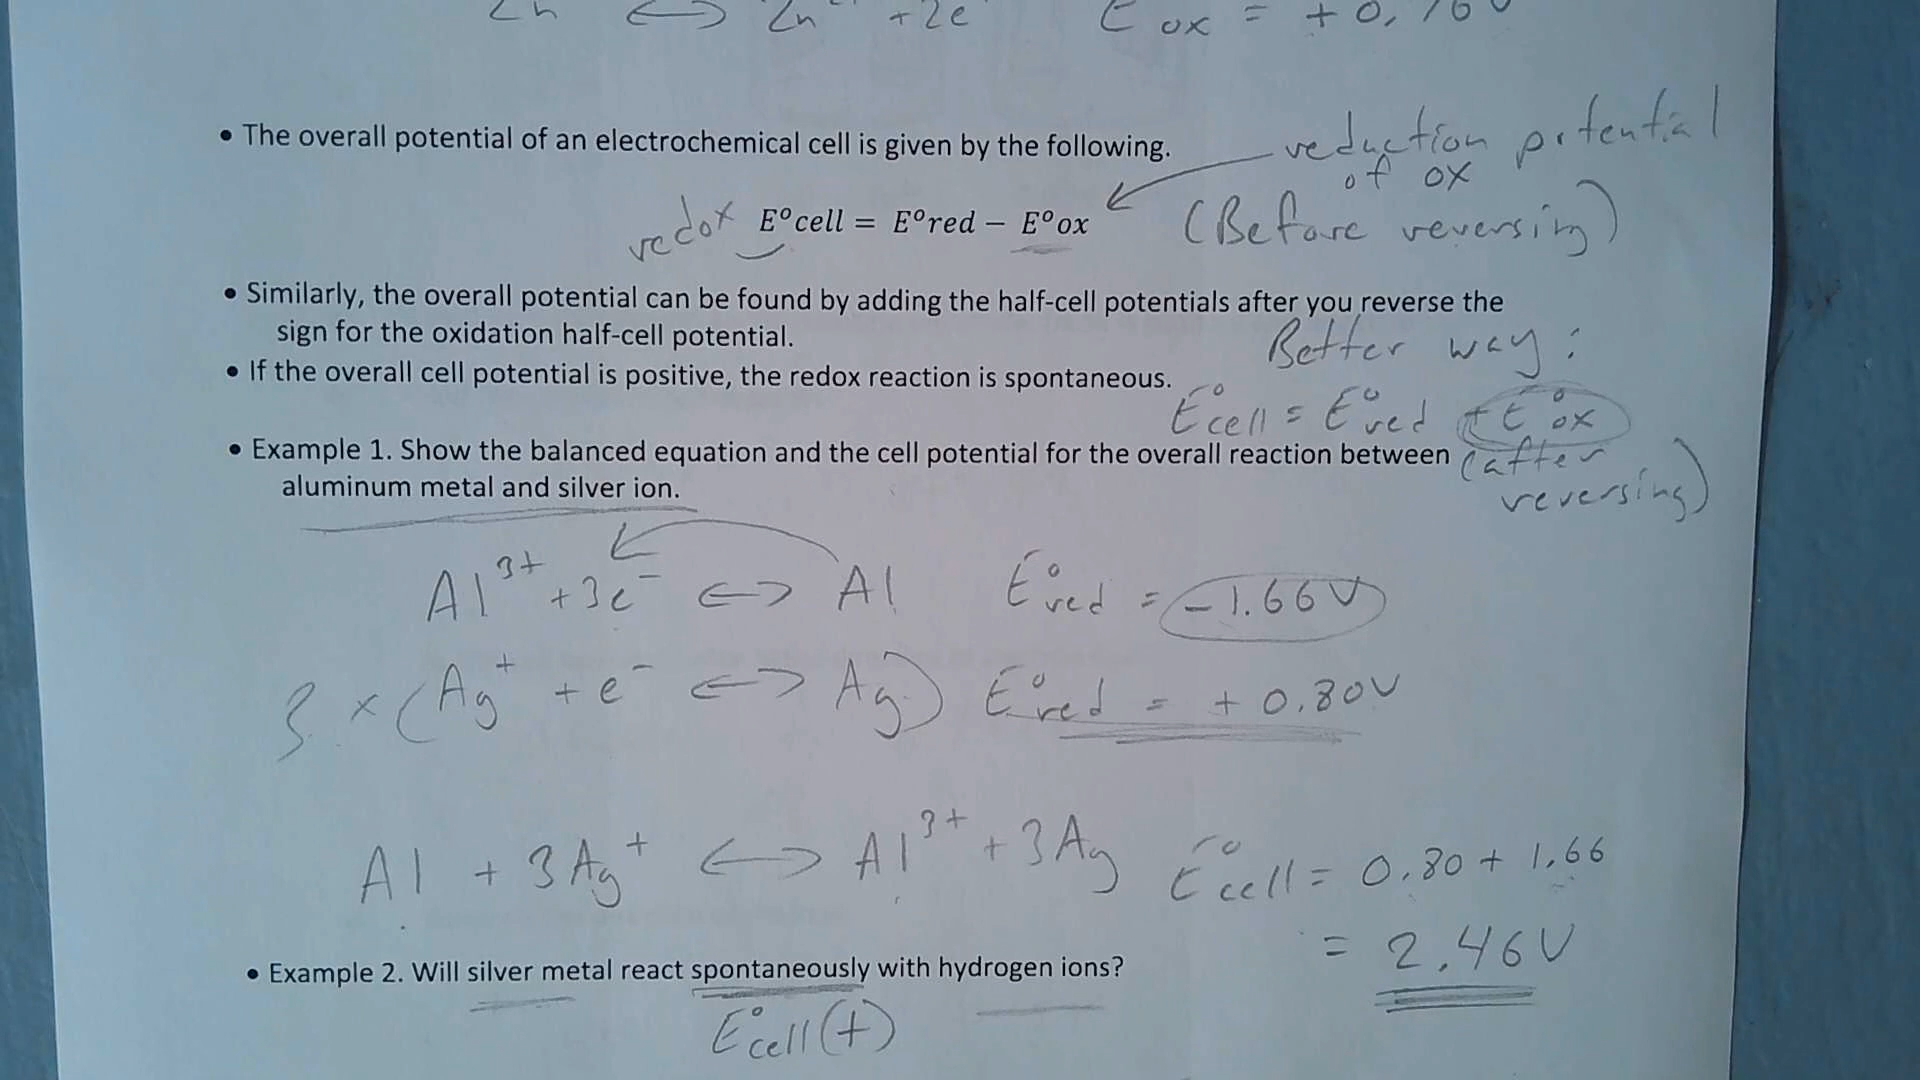 Zn ⟷ Zn²⁺ + 2e⁻ E°ox = +0.76V
• The overall potential of an electrochemical cell is given by the following.
reduction potential
of ox
(Before reversing)
redox E°cell = E°red − E°ox
• Similarly, the overall potential can be found by adding the half-cell potentials after you reverse the
sign for the oxidation half-cell potential.
Better way:
• If the overall cell potential is positive, the redox reaction is spontaneous.
E°cell = E°red + E°ox
(after
reversing)
• Example 1. Show the balanced equation and the cell potential for the overall reaction between
aluminum metal and silver ion.
Al³⁺ + 3e⁻ ⟷ Al E°red = −1.66V
3 × (Ag⁺ + e⁻ ⟷ Ag) E°red = +0.80V
Al + 3Ag⁺ ⟷ Al³⁺ + 3Ag E°cell = 0.80 + 1.66
= 2.46V
• Example 2. Will silver metal react spontaneously with hydrogen ions?
E°cell (+)